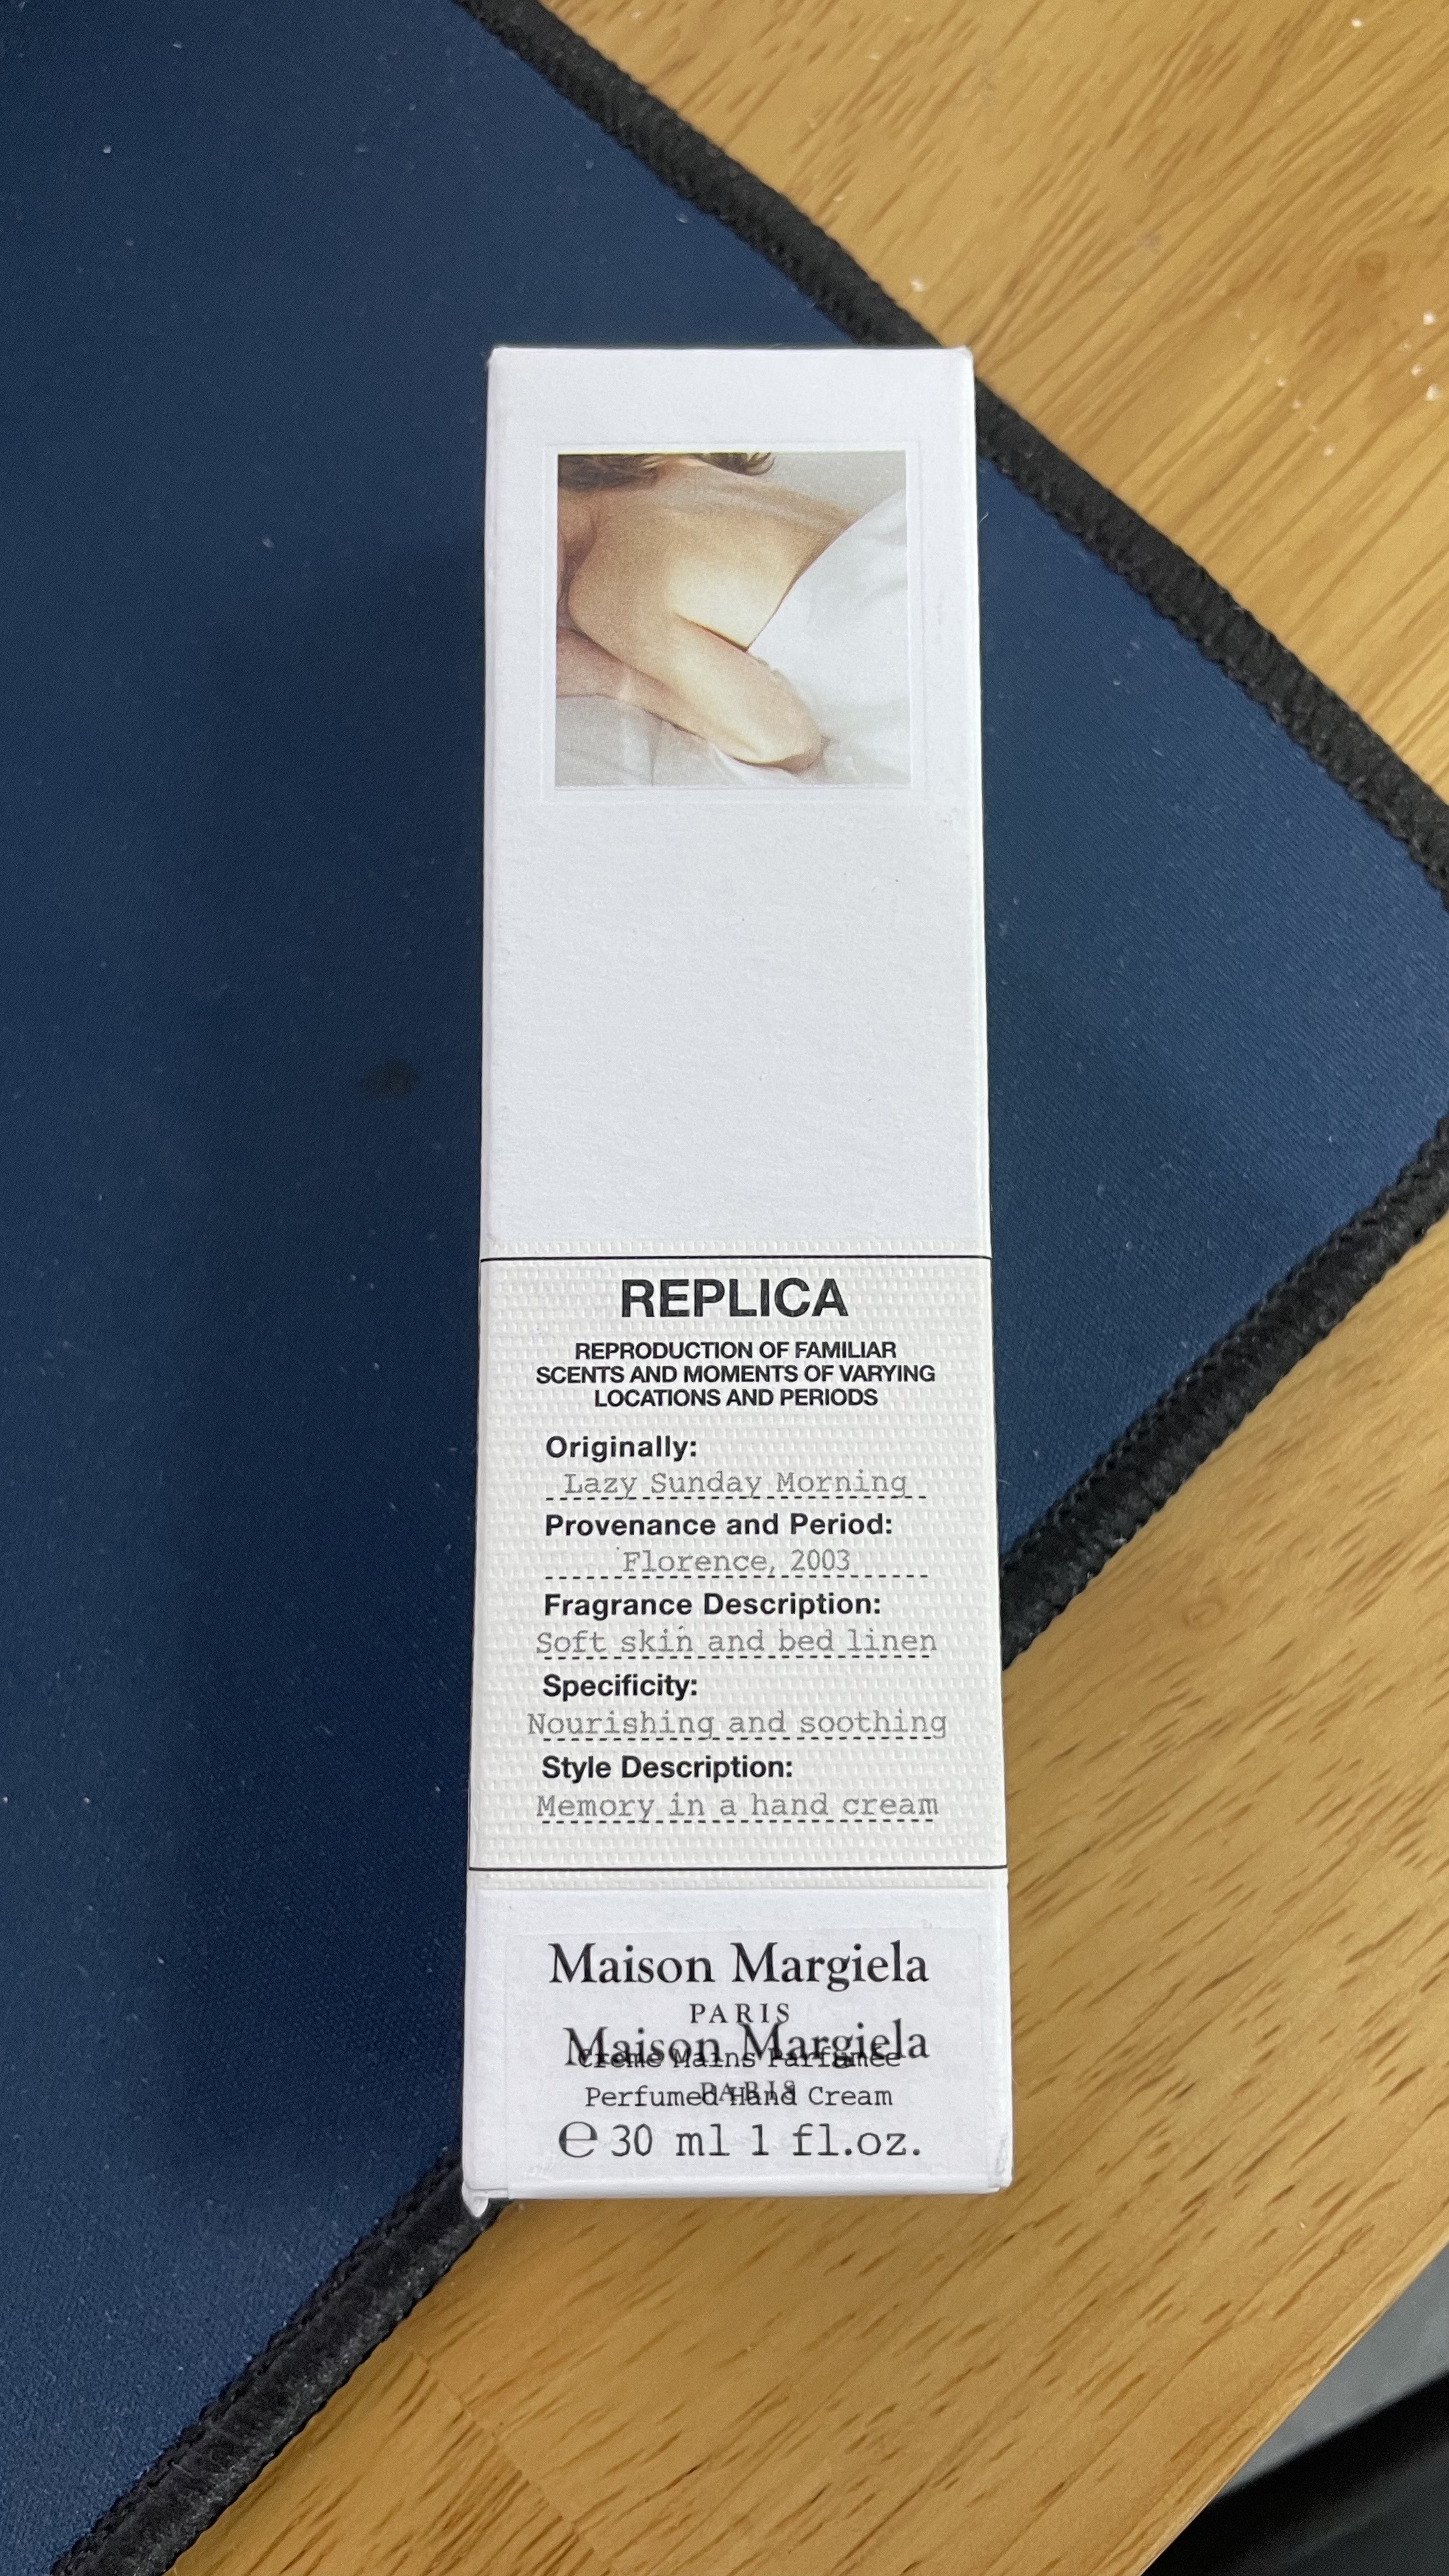 REPLICA
REPRODUCTION OF FAMILIAR
SCENTS AND MOMENTS OF VARYING
LOCATIONS AND PERIODS
Originally:
Lazy Sunday Morning
Provenance and Period:
Florence, 2003
Fragrance Description:
Soft skin and bed linen
Specificity:
Nourishing and soothing
Style Description:
Memory in a hand cream
Maison Margiela
PARIS
Maison Margiela
Crème Mains Parfumée
PARIS
Perfumed Hand Cream
℮ 30 ml 1 fl.oz.